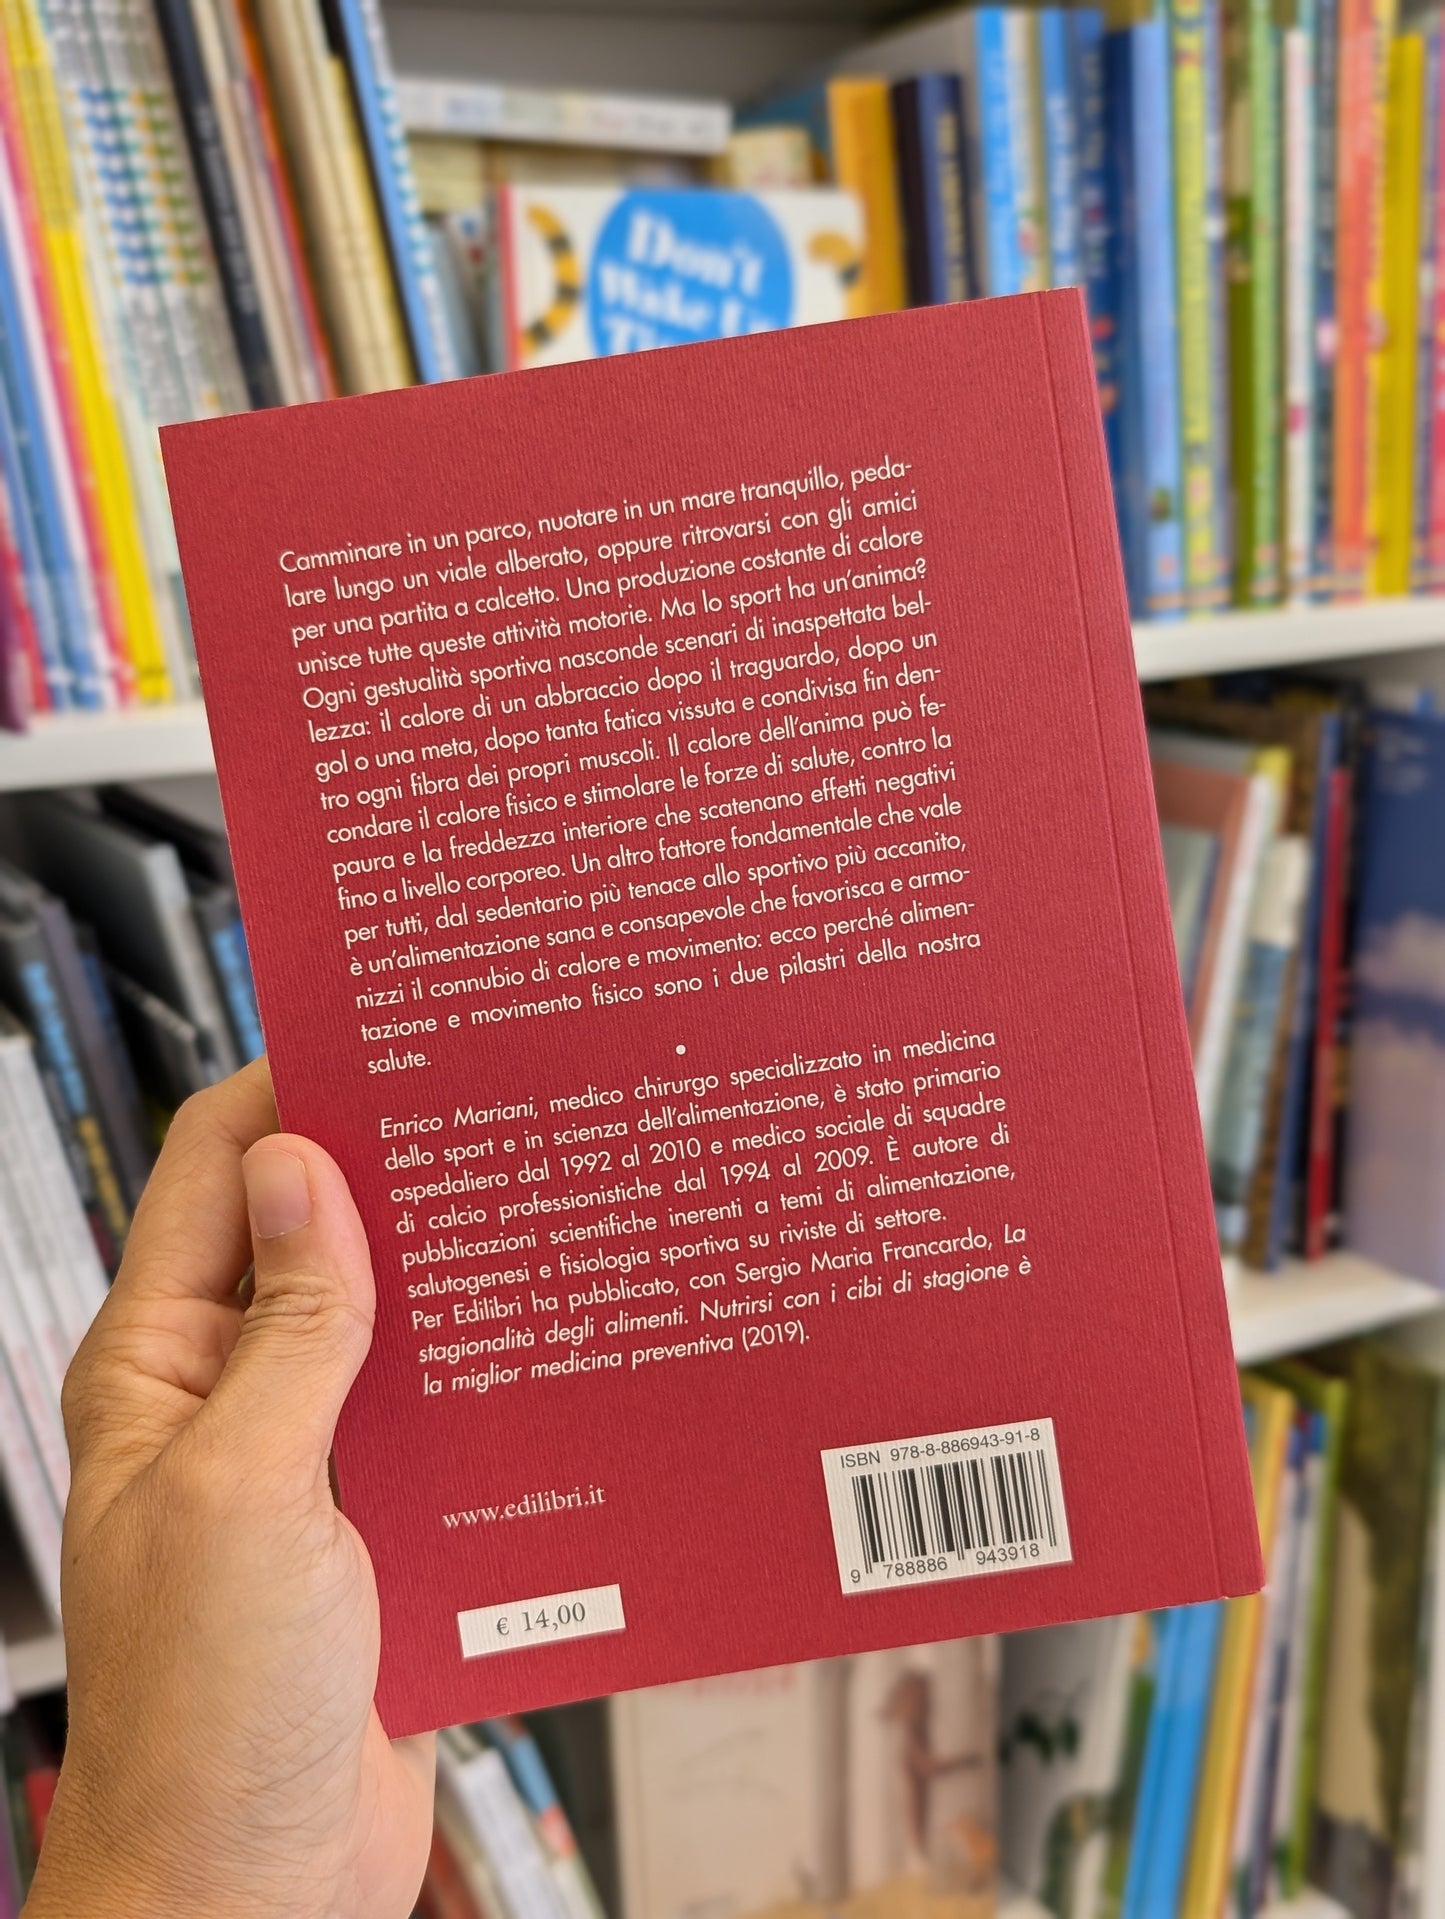 Don't
Wake Up
Camminare in un parco, nuotare in un mare tranquillo, peda-
lare lungo un viale alberato, oppure ritrovarsi con gli amici
per una partita a calcetto. Una produzione costante di calore
unisce tutte queste attività motorie. Ma lo sport ha un'anima?
Ogni gestualità sportiva nasconde scenari di inaspettata bel-
lezza: il calore di un abbraccio dopo il traguardo, dopo un
gol o una meta, dopo tanta fatica vissuta e condivisa fin den-
tro ogni fibra dei propri muscoli. Il calore dell'anima può fe-
condare il calore fisico e stimolare le forze di salute, contro la
paura e la freddezza interiore che scatenano effetti negativi
fino a livello corporeo. Un altro fattore fondamentale che vale
per tutti, dal sedentario più tenace allo sportivo più accanito,
è un'alimentazione sana e consapevole che favorisca e armo-
nizzi il connubio di calore e movimento: ecco perché alimen-
tazione e movimento fisico sono i due pilastri della nostra
salute.
•
Enrico Mariani, medico chirurgo specializzato in medicina
dello sport e in scienza dell'alimentazione, è stato primario
ospedaliero dal 1992 al 2010 e medico sociale di squadre
di calcio professionistiche dal 1994 al 2009. È autore di
pubblicazioni scientifiche inerenti a temi di alimentazione,
salutogenesi e fisiologia sportiva su riviste di settore.
Per Edilibri ha pubblicato, con Sergio Maria Francardo, La
stagionalità degli alimenti. Nutrirsi con i cibi di stagione è
la miglior medicina preventiva (2019).
www.edilibri.it
ISBN 978-8-886943-91-8
9 788886 943918
€ 14,00